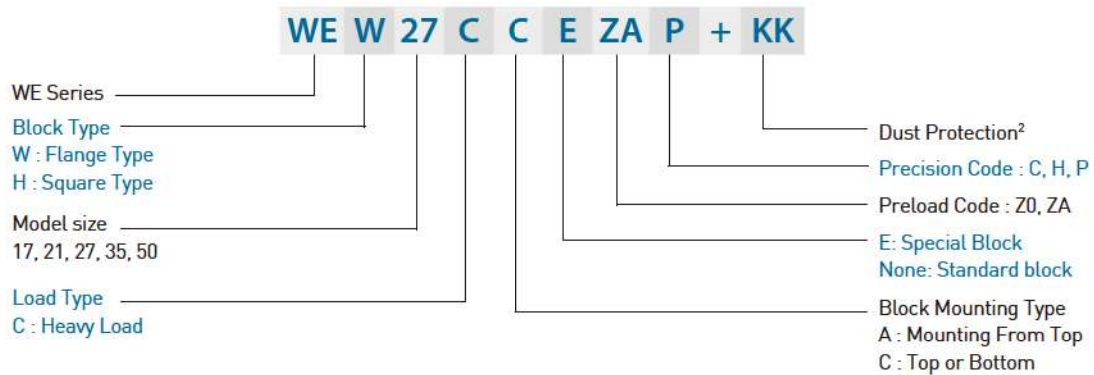 WE W 27 C C E ZA P + KK
WE Series
Block Type
W : Flange Type
H : Square Type
Model size
17, 21, 27, 35, 50
Load Type
C : Heavy Load
Dust Protection²
Precision Code : C, H, P
Preload Code : Z0, ZA
E: Special Block
None: Standard block
Block Mounting Type
A : Mounting From Top
C : Top or Bottom